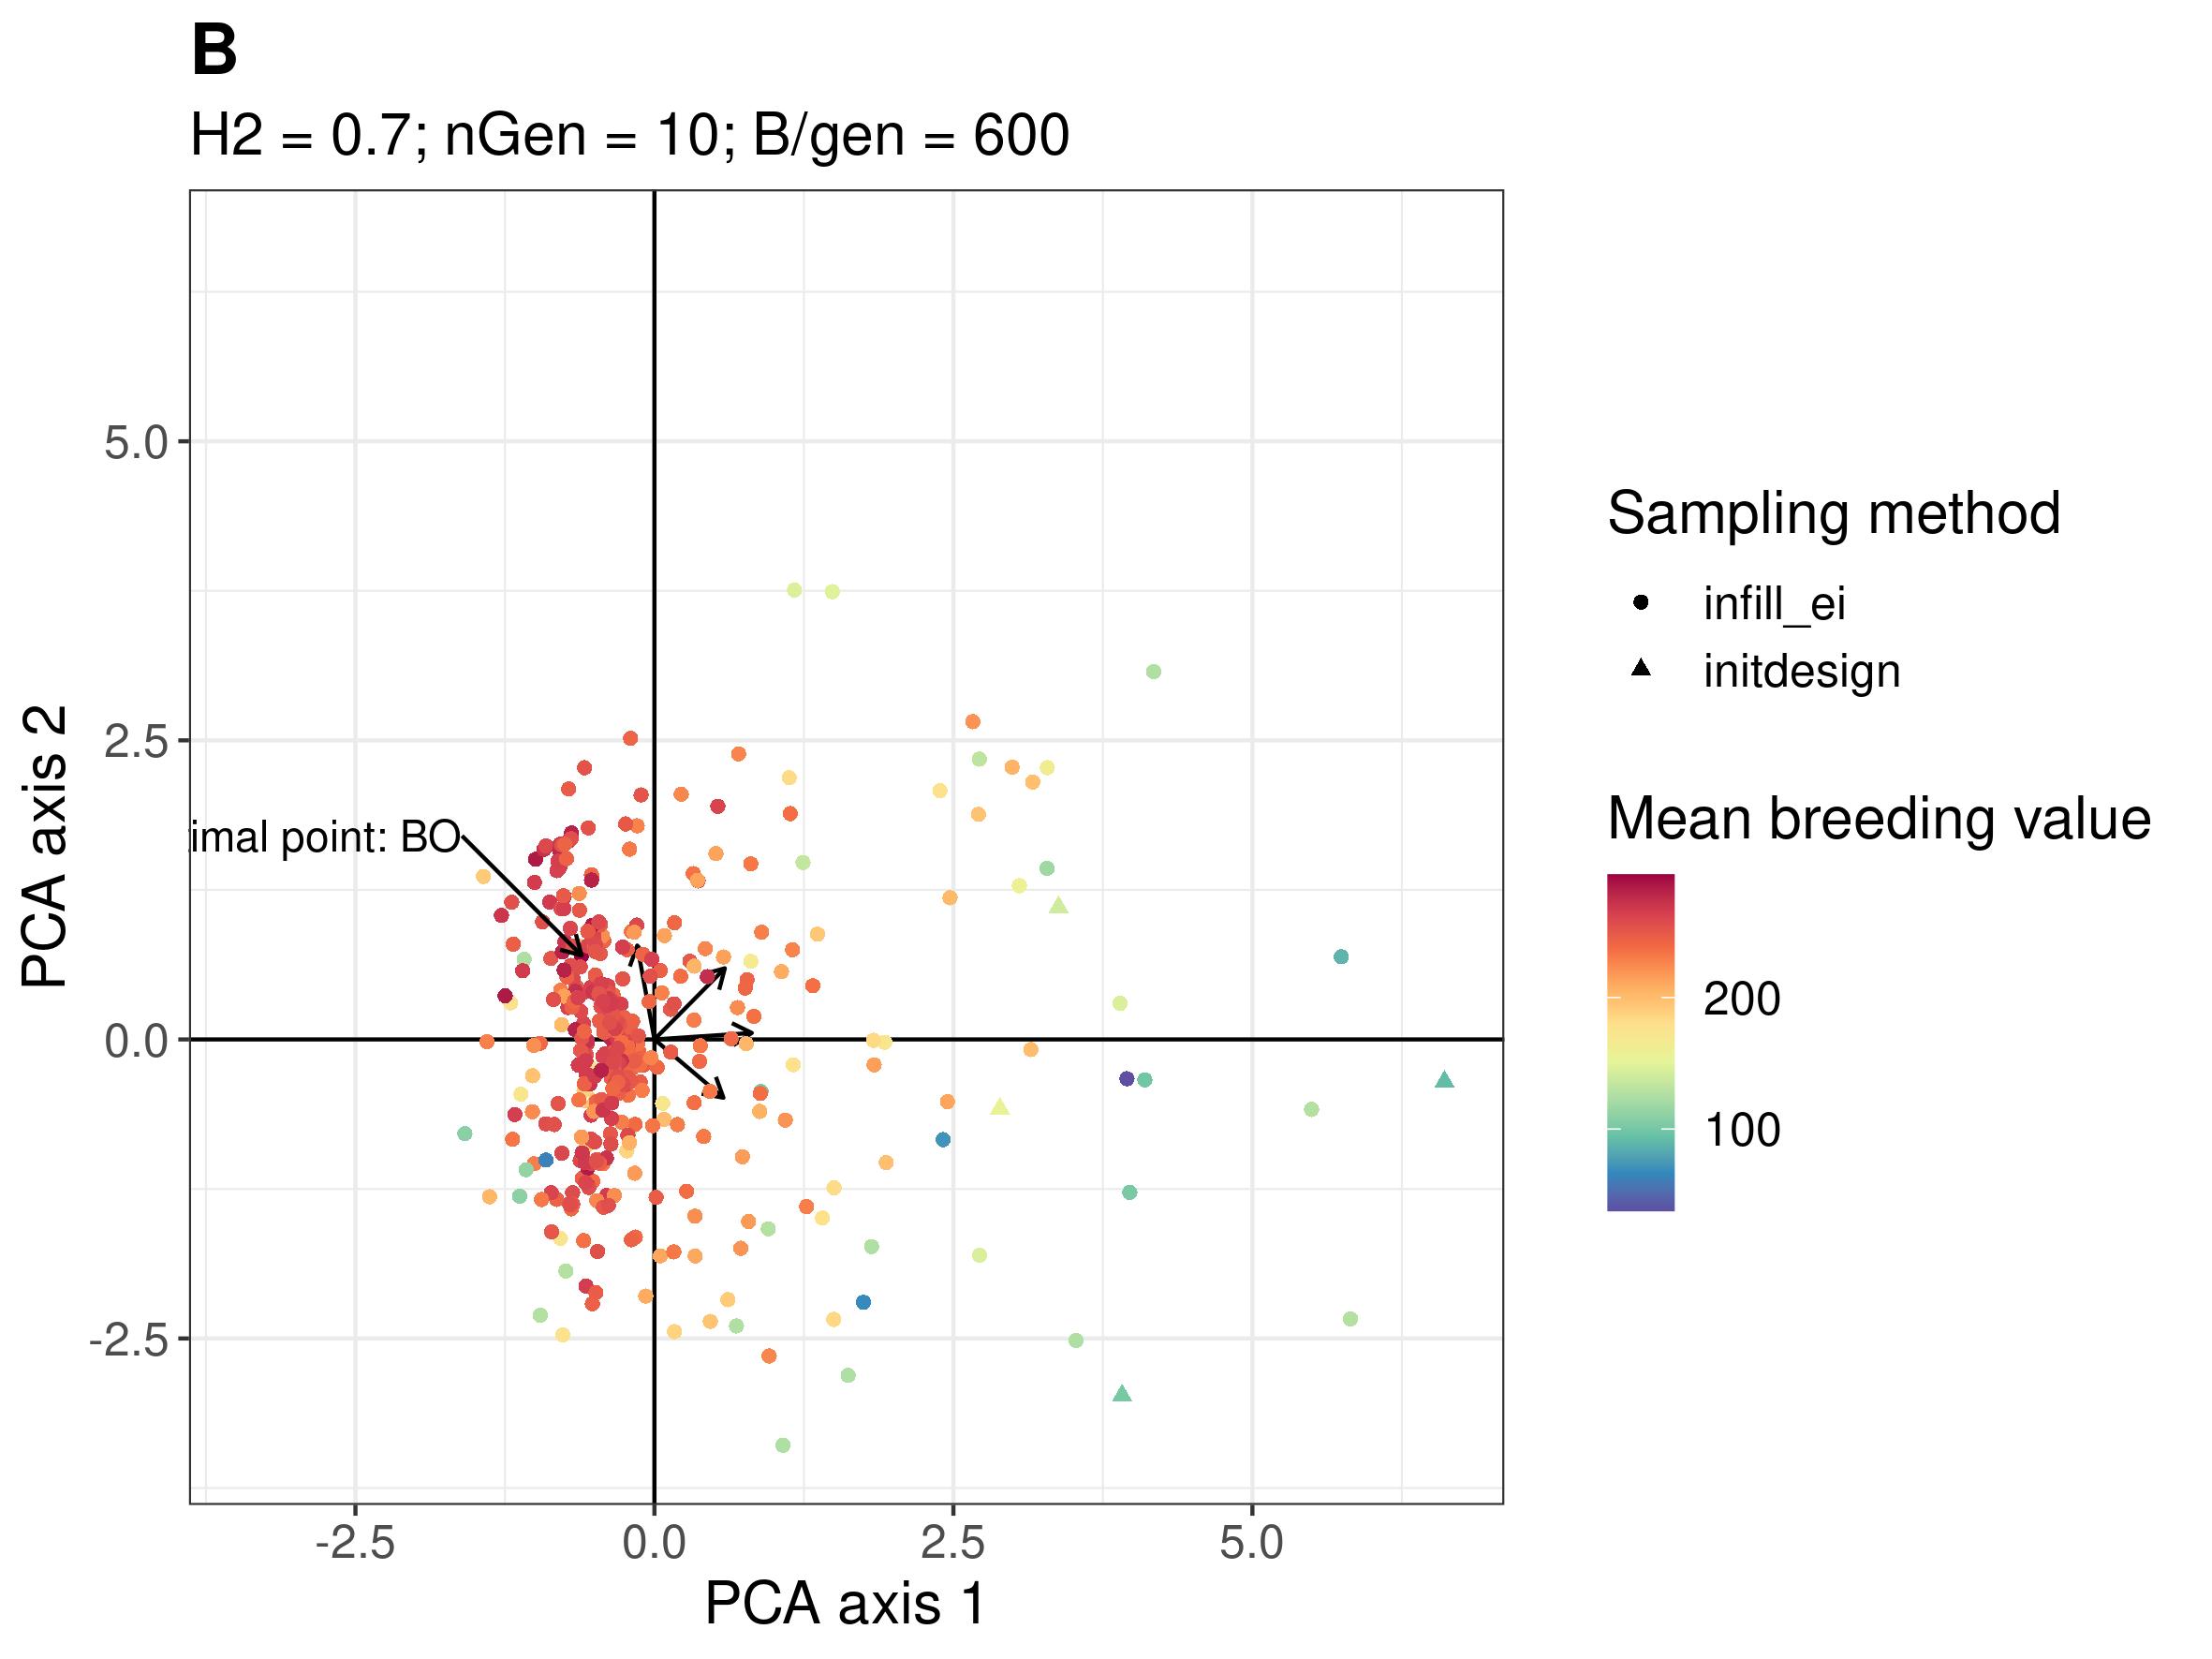 B
H2 = 0.7; nGen = 10; B/gen = 600
PCA axis 2
5.0
2.5
0.0
-2.5
imal point: BO
-2.5
0.0
2.5
5.0
PCA axis 1
Sampling method
infill_ei
initdesign
Mean breeding value
200
100